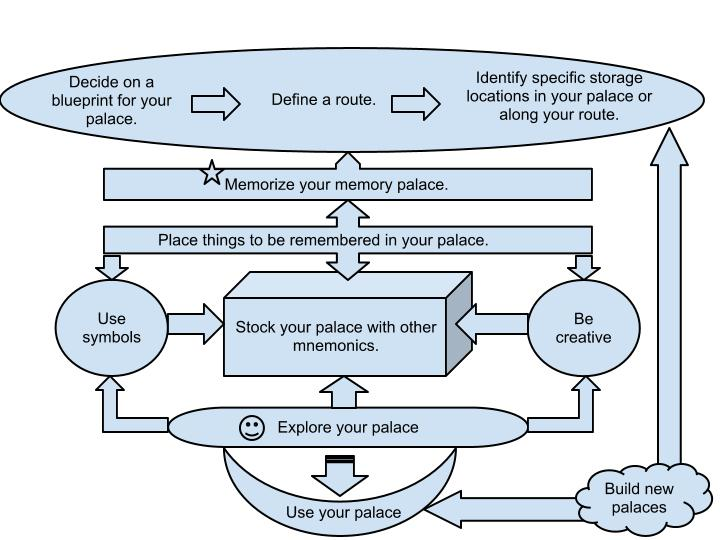 Decide on a
blueprint for your
palace.
Define a route.
Identify specific storage
locations in your palace or
along your route.
Memorize your memory palace.
Place things to be remembered in your palace.
Use
symbols
Stock your palace with other
mnemonics.
Be
creative
Explore your palace
Use your palace
Build new
palaces